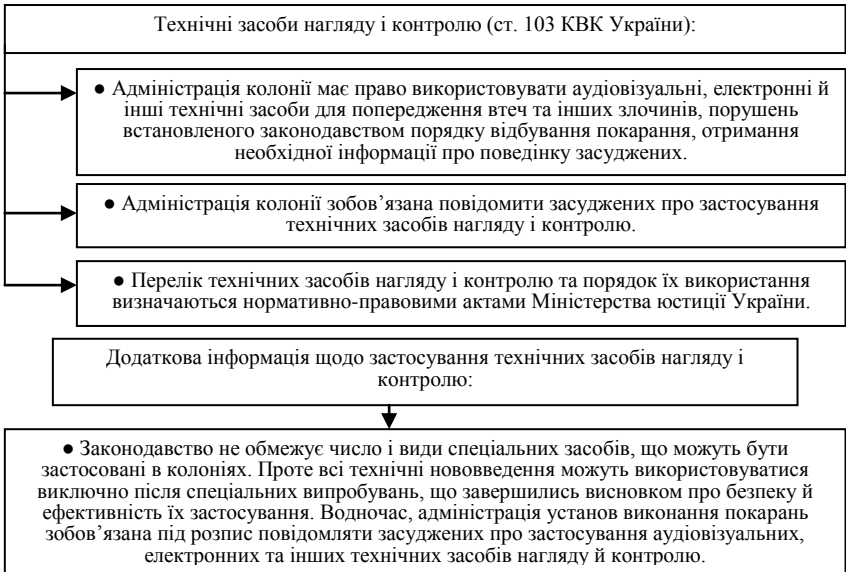 Технічні засоби нагляду і контролю (ст. 103 КВК України):
● Адміністрація колонії має право використовувати аудіовізуальні, електронні й
інші технічні засоби для попередження втеч та інших злочинів, порушень
встановленого законодавством порядку відбування покарання, отримання
необхідної інформації про поведінку засуджених.
● Адміністрація колонії зобов’язана повідомити засуджених про застосування
технічних засобів нагляду і контролю.
● Перелік технічних засобів нагляду і контролю та порядок їх використання
визначаються нормативно-правовими актами Міністерства юстиції України.
Додаткова інформація щодо застосування технічних засобів нагляду і
контролю:
● Законодавство не обмежує число і види спеціальних засобів, що можуть бути
застосовані в колоніях. Проте всі технічні нововведення можуть використовуватися
виключно після спеціальних випробувань, що завершились висновком про безпеку й
ефективність їх застосування. Водночас, адміністрація установ виконання покарань
зобов’язана під розпис повідомляти засуджених про застосування аудіовізуальних,
електронних та інших технічних засобів нагляду й контролю.